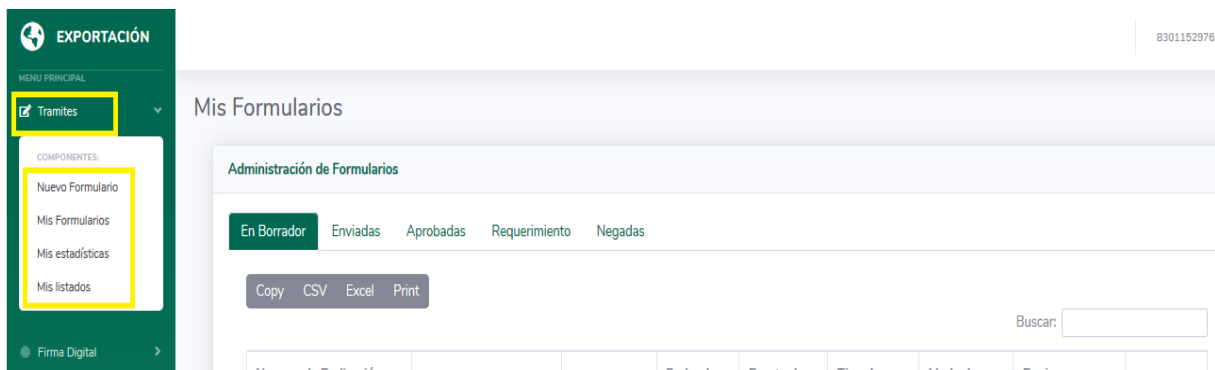 EXPORTACIÓN
8301152976
MENU PRINCIPAL
Tramites
COMPONENTES:
Nuevo Formulario
Mis Formularios
Mis estadísticas
Mis listados
Firma Digital
Mis Formularios
Administración de Formularios
En Borrador Enviadas Aprobadas Requerimiento Negadas
Copy CSV Excel Print
Buscar: